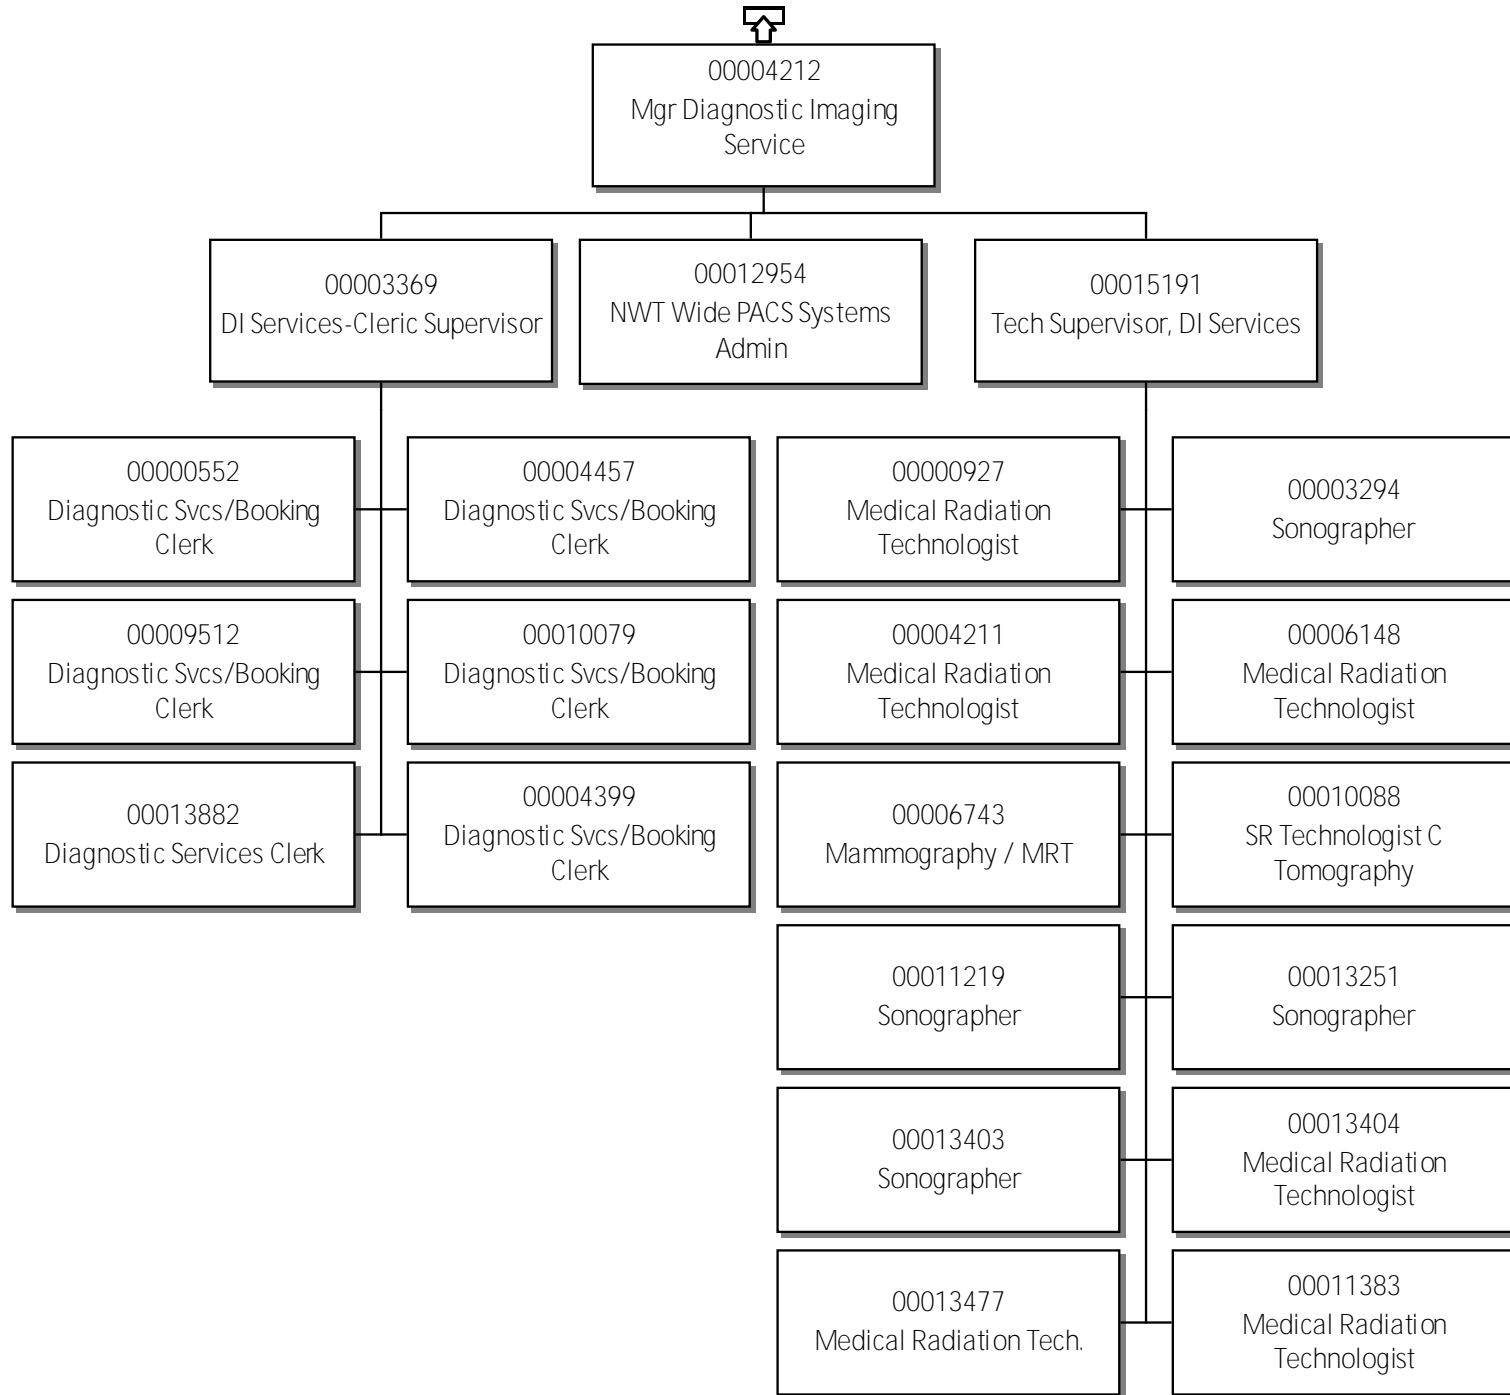 00004212
Mgr Diagnostic Imaging
Service
00003369
DI Services-Cleric Supervisor
00012954
NWT Wide PACS Systems
Admin
00015191
Tech Supervisor, DI Services
00000552
Diagnostic Svcs/Booking
Clerk
00004457
Diagnostic Svcs/Booking
Clerk
00000927
Medical Radiation
Technologist
00003294
Sonographer
00009512
Diagnostic Svcs/Booking
Clerk
00010079
Diagnostic Svcs/Booking
Clerk
00004211
Medical Radiation
Technologist
00006148
Medical Radiation
Technologist
00013882
Diagnostic Services Clerk
00004399
Diagnostic Svcs/Booking
Clerk
00006743
Mammography / MRT
00010088
SR Technologist C
Tomography
00011219
Sonographer
00013251
Sonographer
00013403
Sonographer
00013404
Medical Radiation
Technologist
00013477
Medical Radiation Tech.
00011383
Medical Radiation
Technologist